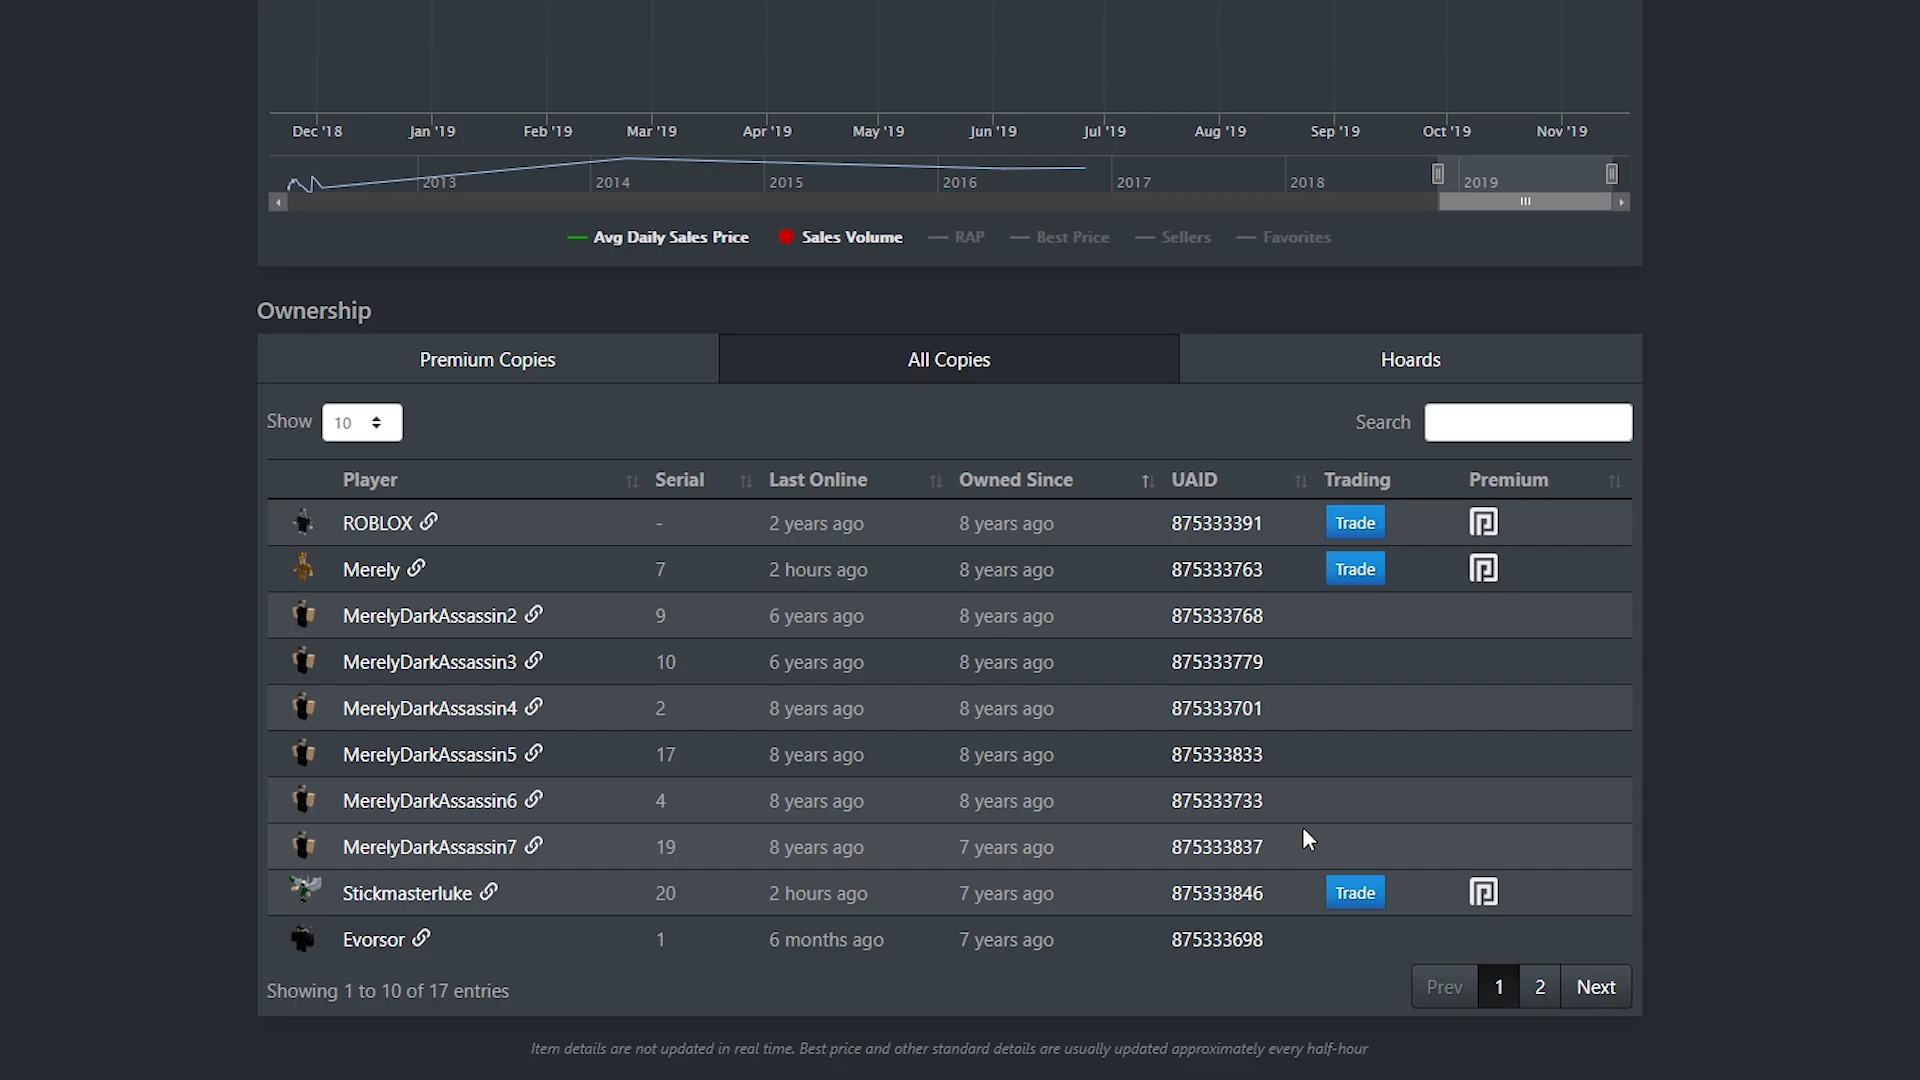 Dec '18 Jan '19 Feb '19 Mar '19 Apr '19 May '19 Jun '19 Jul '19 Aug '19 Sep '19 Oct '19 Nov '19
2013 2014 2015 2016 2017 2018 2019
Avg Daily Sales Price Sales Volume RAP Best Price Sellers Favorites
Ownership
Premium Copies All Copies Hoards
Show 10 Search
Player Serial Last Online Owned Since UAID Trading Premium
ROBLOX - 2 years ago 8 years ago 875333391 Trade
Merely 7 2 hours ago 8 years ago 875333763 Trade
MerelyDarkAssassin2 9 6 years ago 8 years ago 875333768
MerelyDarkAssassin3 10 6 years ago 8 years ago 875333779
MerelyDarkAssassin4 2 8 years ago 8 years ago 875333701
MerelyDarkAssassin5 17 8 years ago 8 years ago 875333833
MerelyDarkAssassin6 4 8 years ago 8 years ago 875333733
MerelyDarkAssassin7 19 8 years ago 7 years ago 875333837
Stickmasterluke 20 2 hours ago 7 years ago 875333846 Trade
Evorsor 1 6 months ago 7 years ago 875333698
Showing 1 to 10 of 17 entries Prev 1 2 Next
Item details are not updated in real time. Best price and other standard details are usually updated approximately every half-hour